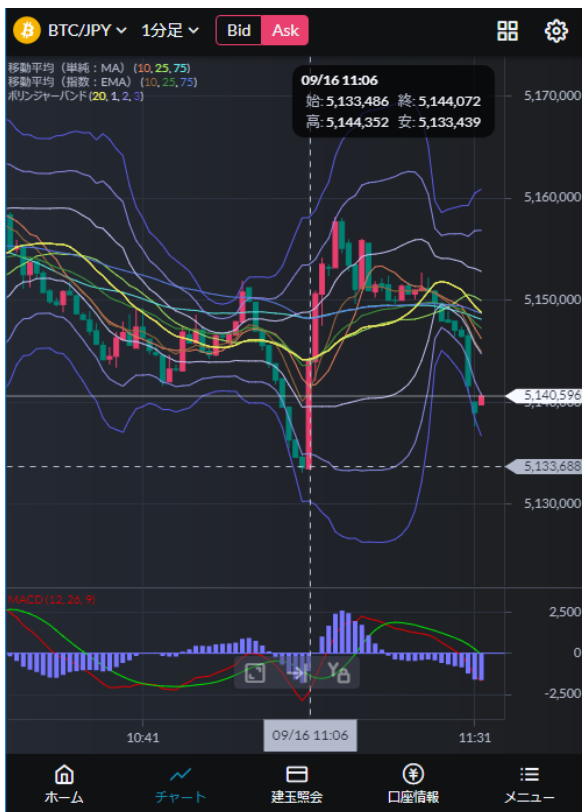 BTC/JPY 1分足 Bid Ask
移動平均（単純：MA）(10, 25, 75)
移動平均（指数：EMA）(10, 25, 75)
ボリンジャーバンド(20, 1, 2, 3)
09/16 11:06
始: 5,133,486 終: 5,144,072
高: 5,144,352 安: 5,133,439
5,170,000
5,160,000
5,150,000
5,140,596
5,140,000
5,133,688
5,130,000
MACD (12, 26, 9)
2,500
0
-2,500
10:41 09/16 11:06 11:31
ホーム チャート 建玉照会 口座情報 メニュー